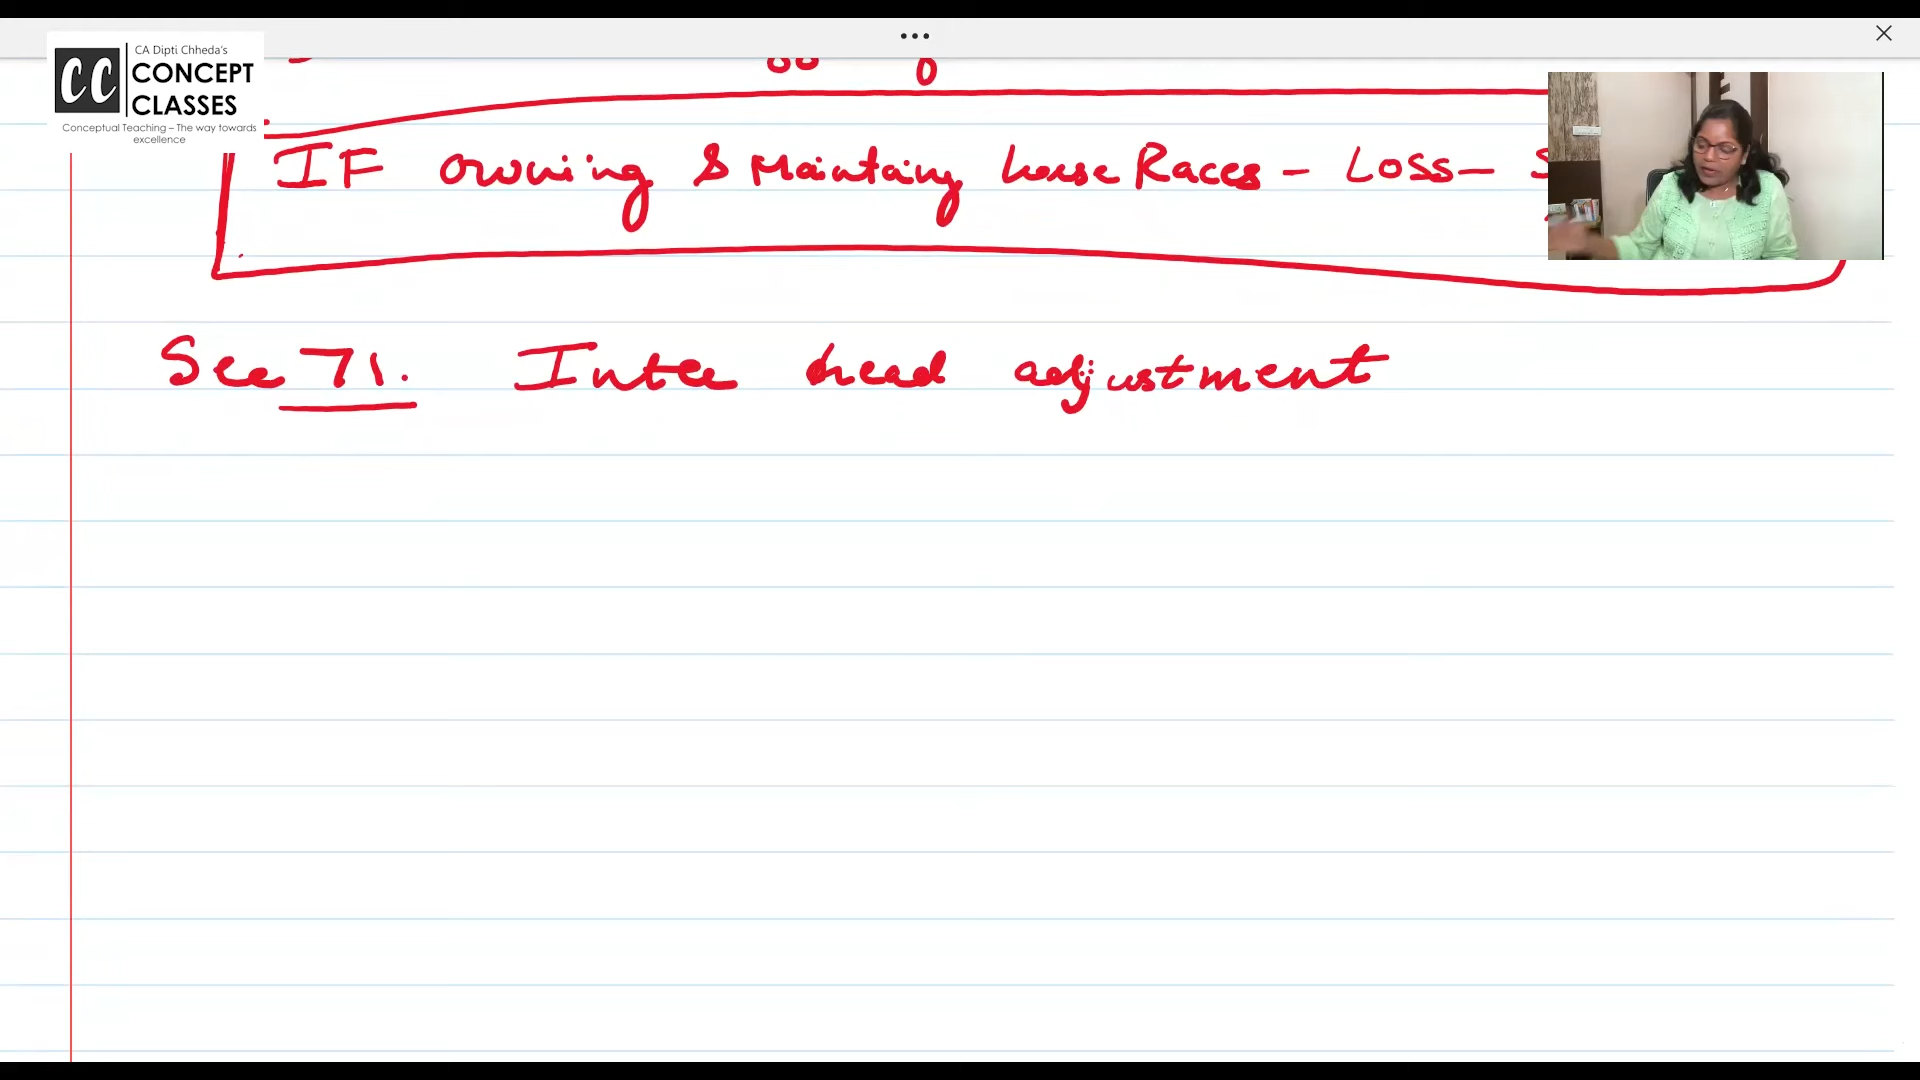 CC
CA Dipti Chheda's
CONCEPT
CLASSES
Conceptual Teaching – The way towards
excellence
IF owning & Maintaing horse Races - Loss -
Sec 71. Inter head adjustment